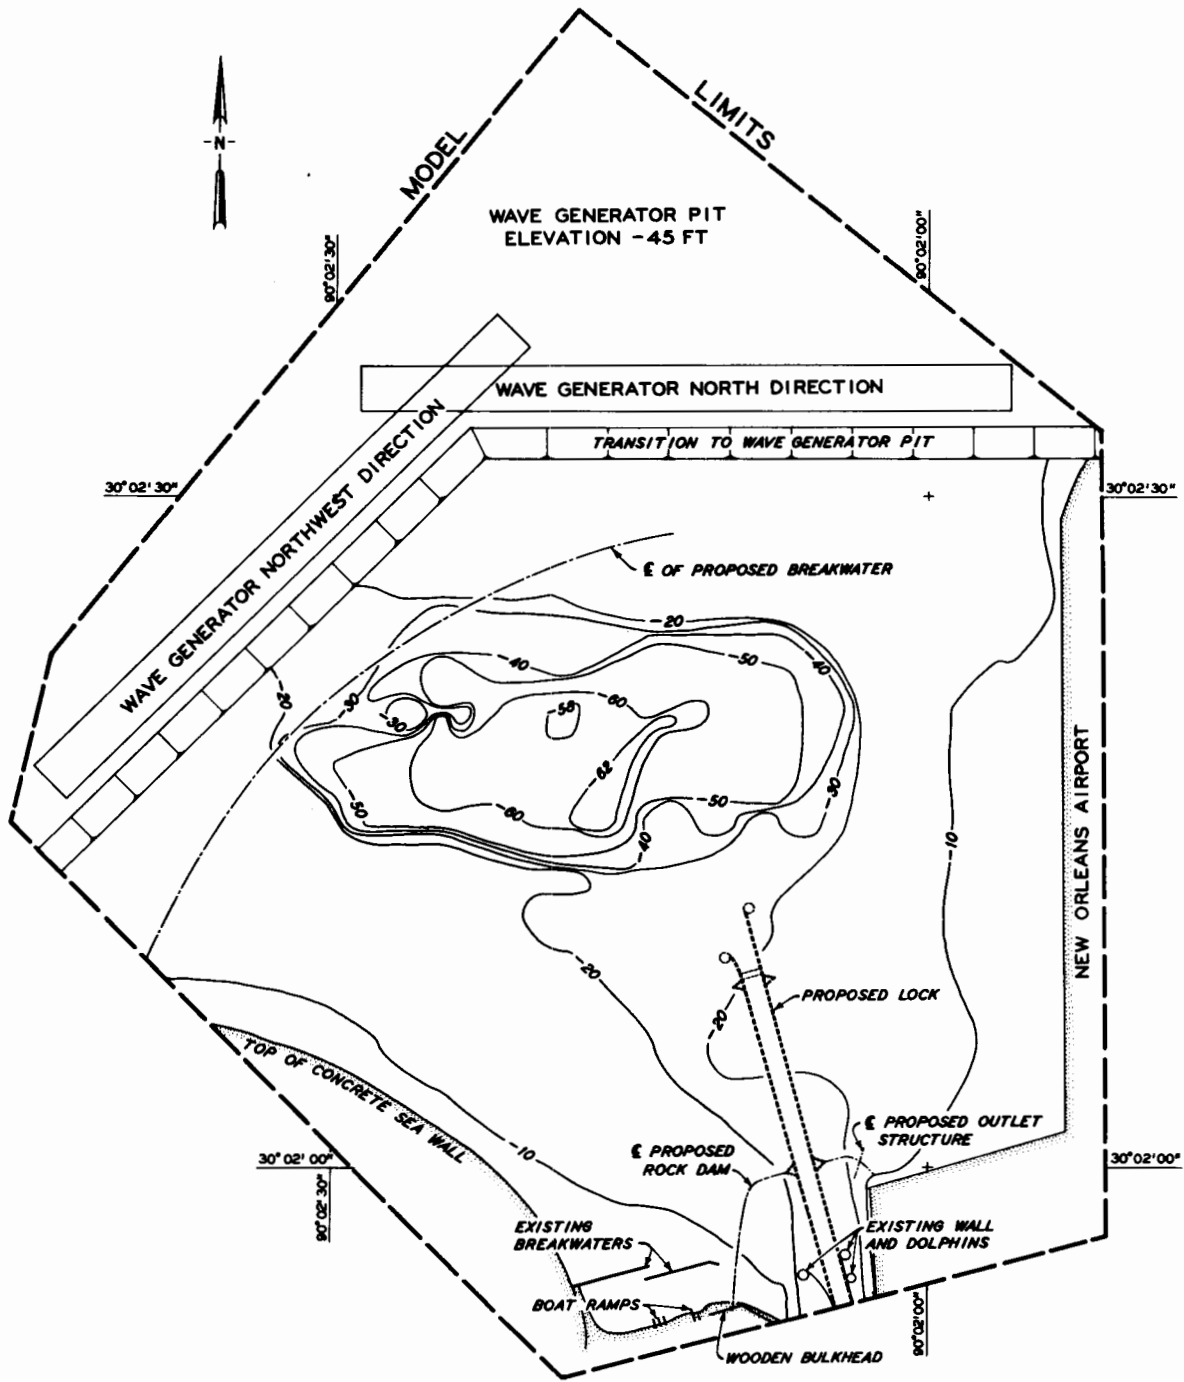 MODEL
LIMITS
-N-
WAVE GENERATOR PIT
ELEVATION -45 FT
90°02'30"
90°02'00"
WAVE GENERATOR NORTH DIRECTION
WAVE GENERATOR NORTHWEST DIRECTION
TRANSITION TO WAVE GENERATOR PIT
30°02'30"
30°02'30"
℄ OF PROPOSED BREAKWATER
-20
-40
-50
-40
-20
-30
-30
-58
-60
-62
-30
-50
-60
-50
-40
-10
NEW ORLEANS AIRPORT
-20
PROPOSED LOCK
-20
TOP OF CONCRETE SEA WALL
-10
℄ PROPOSED OUTLET
STRUCTURE
℄ PROPOSED
ROCK DAM
30°02'00"
30°02'00"
90°02'30"
EXISTING
BREAKWATERS
EXISTING WALL
AND DOLPHINS
BOAT RAMPS
90°02'00"
WOODEN BULKHEAD